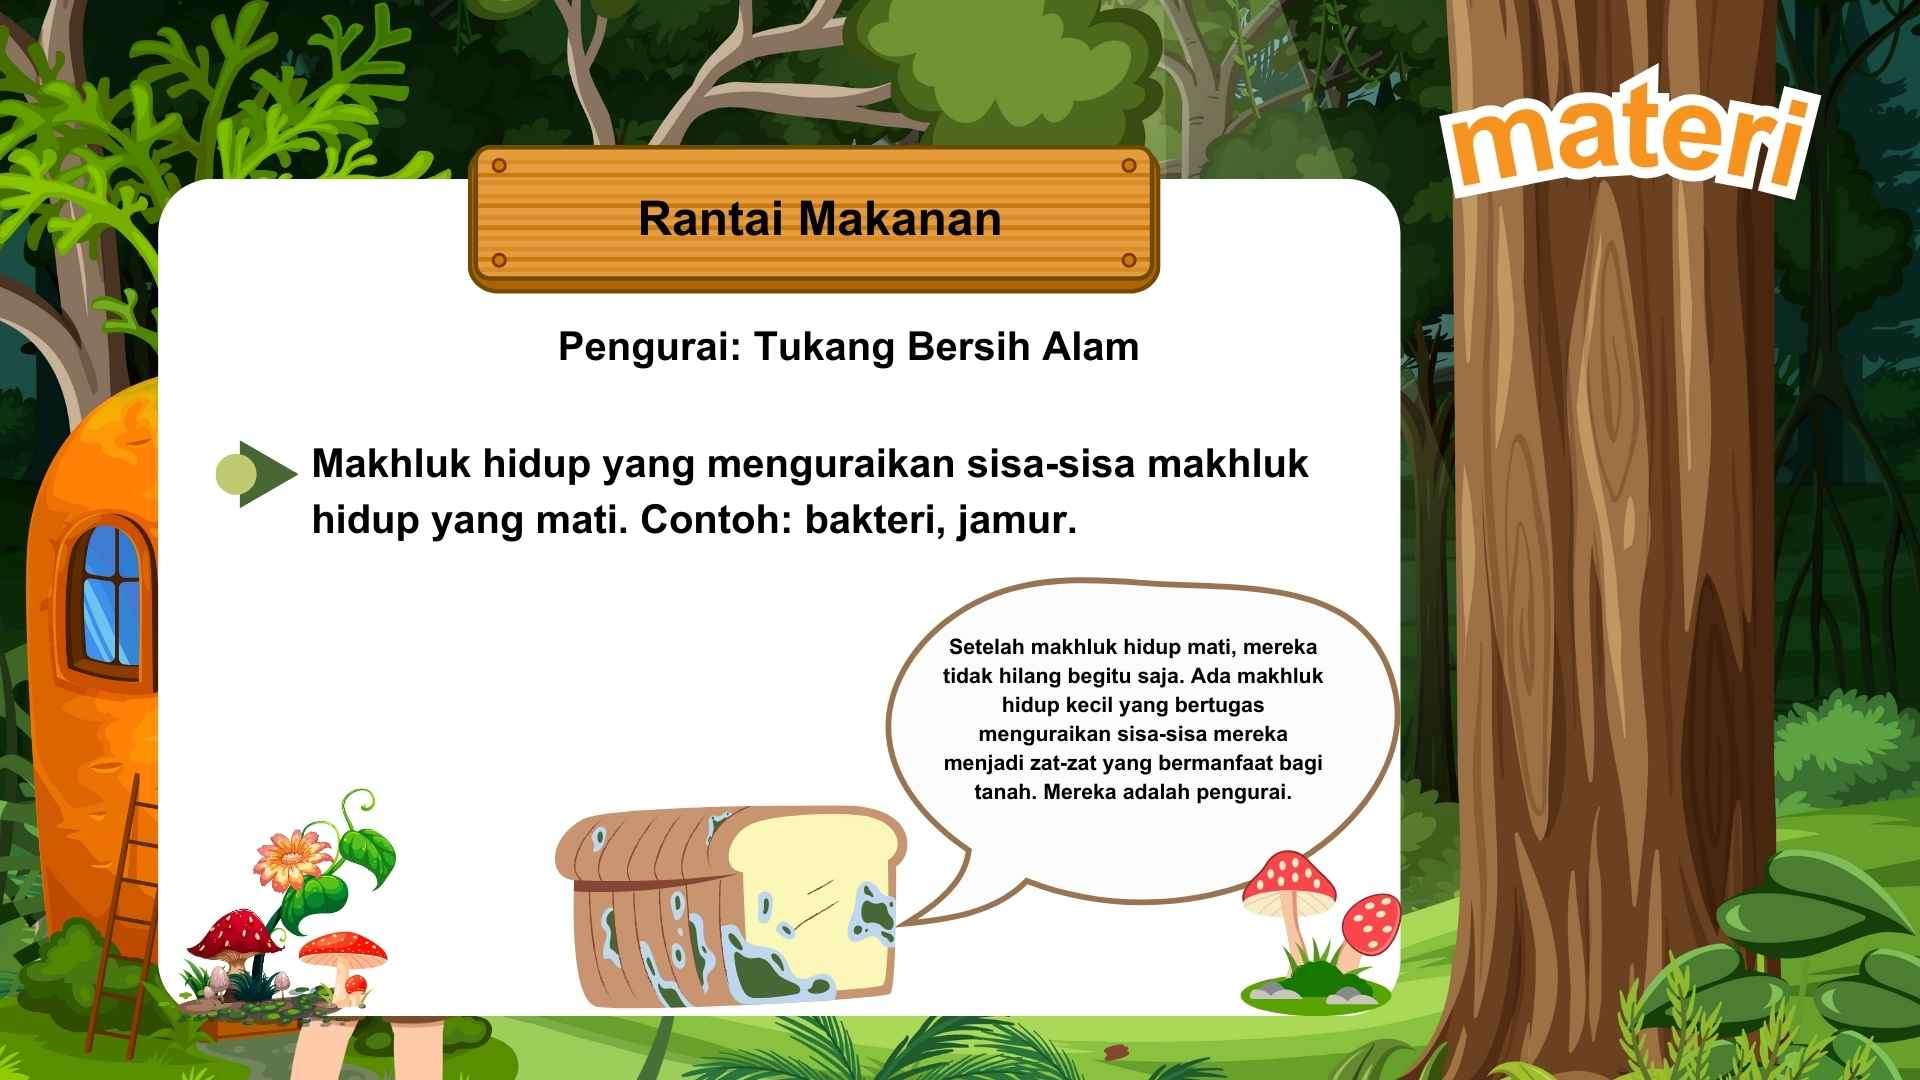 materi
Rantai Makanan
Pengurai: Tukang Bersih Alam
Makhluk hidup yang menguraikan sisa-sisa makhluk
hidup yang mati. Contoh: bakteri, jamur.
Setelah makhluk hidup mati, mereka
tidak hilang begitu saja. Ada makhluk
hidup kecil yang bertugas
menguraikan sisa-sisa mereka
menjadi zat-zat yang bermanfaat bagi
tanah. Mereka adalah pengurai.